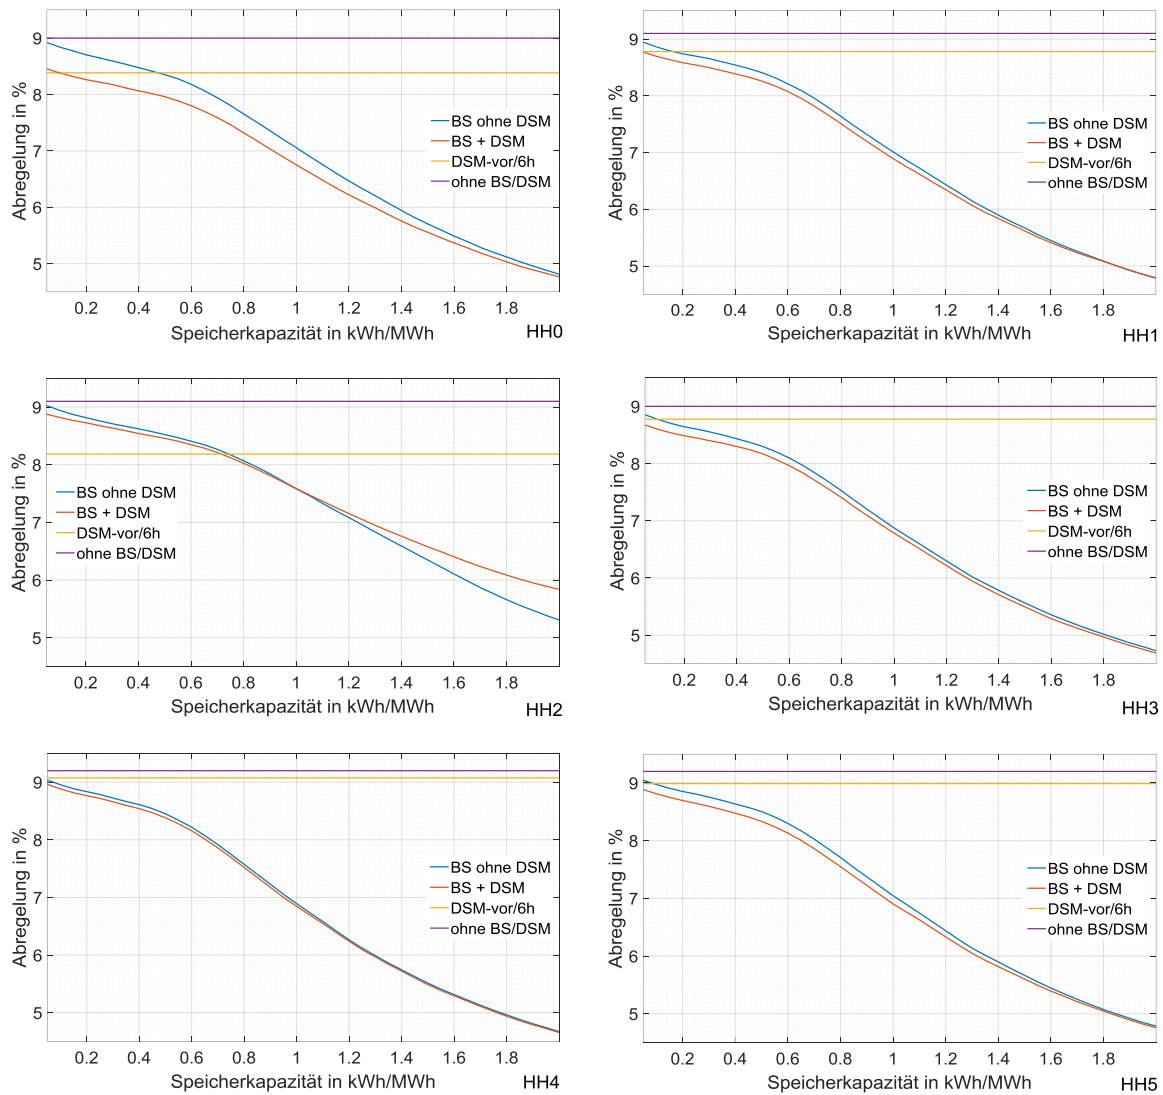 9
8
7
6
5
Abregelung in %
BS ohne DSM
BS + DSM
DSM-vor/6h
ohne BS/DSM
0.2 0.4 0.6 0.8 1 1.2 1.4 1.6 1.8
Speicherkapazität in kWh/MWh
HH0
9
8
7
6
5
Abregelung in %
BS ohne DSM
BS + DSM
DSM-vor/6h
ohne BS/DSM
0.2 0.4 0.6 0.8 1 1.2 1.4 1.6 1.8
Speicherkapazität in kWh/MWh
HH1
9
8
7
6
5
Abregelung in %
BS ohne DSM
BS + DSM
DSM-vor/6h
ohne BS/DSM
0.2 0.4 0.6 0.8 1 1.2 1.4 1.6 1.8
Speicherkapazität in kWh/MWh
HH2
9
8
7
6
5
Abregelung in %
BS ohne DSM
BS + DSM
DSM-vor/6h
ohne BS/DSM
0.2 0.4 0.6 0.8 1 1.2 1.4 1.6 1.8
Speicherkapazität in kWh/MWh
HH3
9
8
7
6
5
Abregelung in %
BS ohne DSM
BS + DSM
DSM-vor/6h
ohne BS/DSM
0.2 0.4 0.6 0.8 1 1.2 1.4 1.6 1.8
Speicherkapazität in kWh/MWh
HH4
9
8
7
6
5
Abregelung in %
BS ohne DSM
BS + DSM
DSM-vor/6h
ohne BS/DSM
0.2 0.4 0.6 0.8 1 1.2 1.4 1.6 1.8
Speicherkapazität in kWh/MWh
HH5